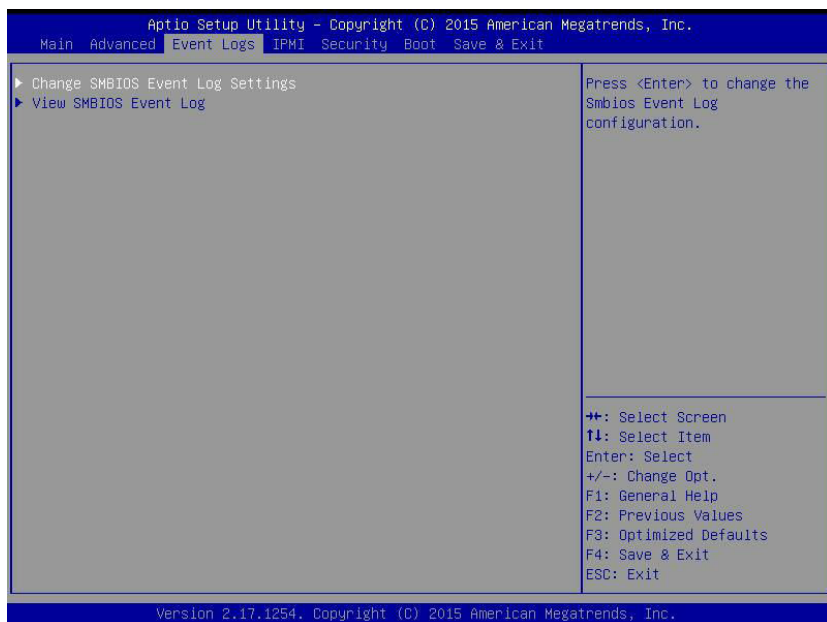 Aptio Setup Utility – Copyright (C) 2015 American Megatrends, Inc.
Main Advanced Event Logs IPMI Security Boot Save & Exit
▶ Change SMBIOS Event Log Settings
▶ View SMBIOS Event Log
Press <Enter> to change the
Smbios Event Log
configuration.
→←: Select Screen
↑↓: Select Item
Enter: Select
+/-: Change Opt.
F1: General Help
F2: Previous Values
F3: Optimized Defaults
F4: Save & Exit
ESC: Exit
Version 2.17.1254. Copyright (C) 2015 American Megatrends, Inc.